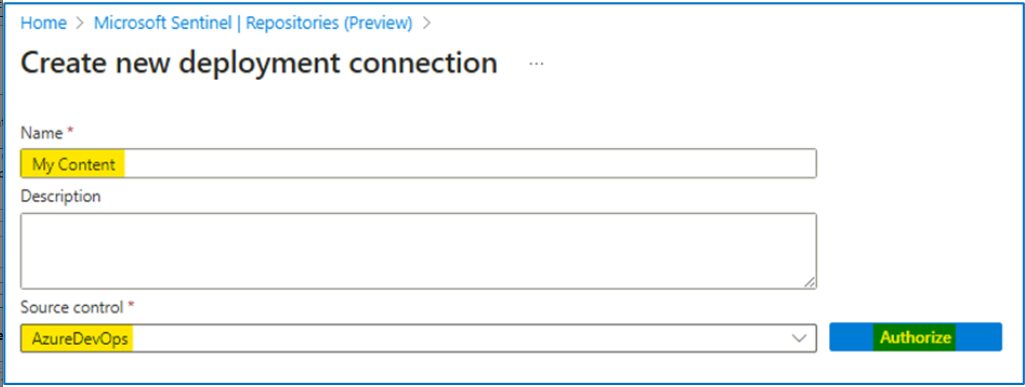 Home > Microsoft Sentinel | Repositories (Preview) >
Create new deployment connection ...
Name *
My Content
Description
Source control *
AzureDevOps
Authorize